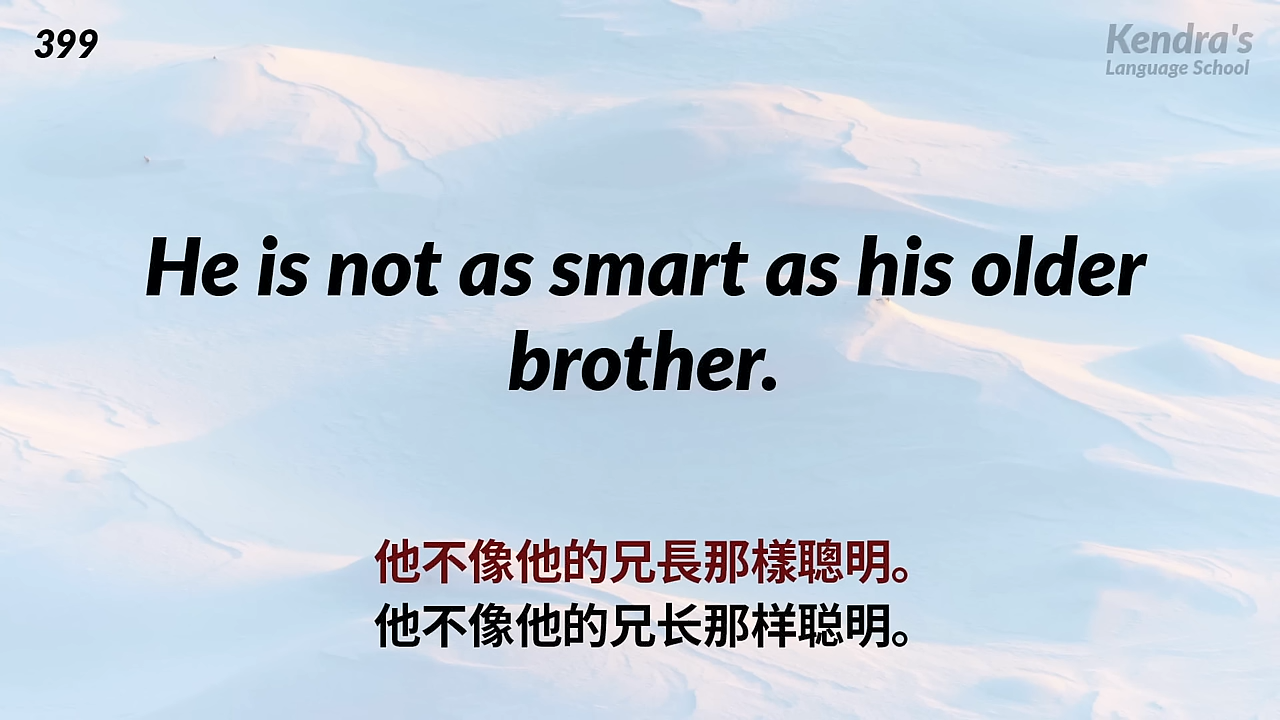 399
Kendra's
Language School
He is not as smart as his older
brother.
他不像他的兄長那樣聰明。
他不像他的兄长那样聪明。